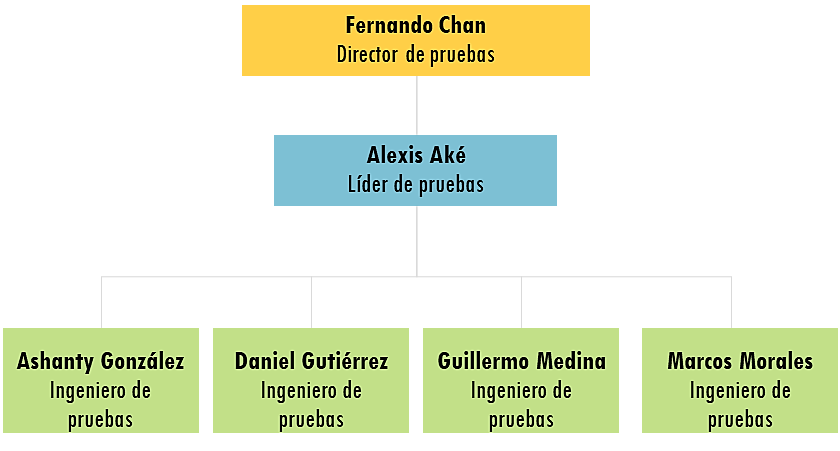 Fernando Chan
Director de pruebas
Alexis Aké
Líder de pruebas
Ashanty González
Ingeniero de
pruebas
Daniel Gutiérrez
Ingeniero de
pruebas
Guillermo Medina
Ingeniero de
pruebas
Marcos Morales
Ingeniero de
pruebas